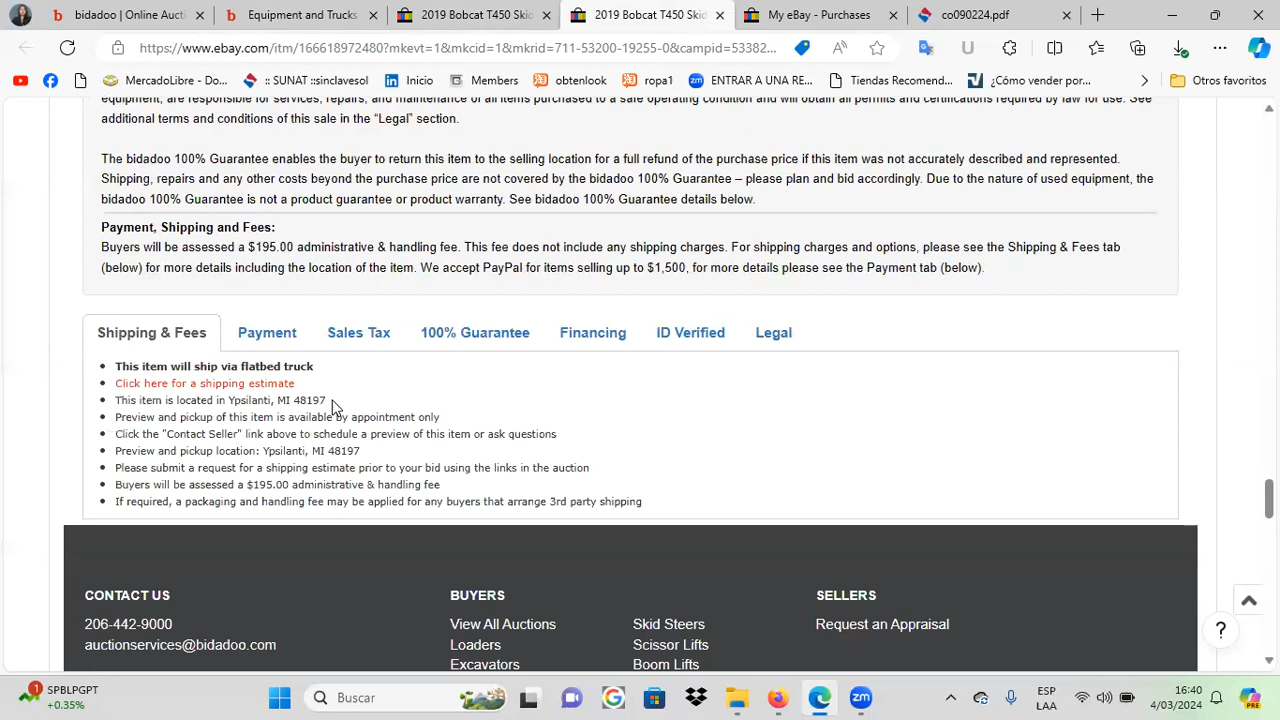 bidadoo | Online Aucti
Equipment and Trucks
2019 Bobcat T450 Skid
2019 Bobcat T450 Skid
My eBay - Purchases
co090224.pdf
https://www.ebay.com/itm/166618972480?mkevt=1&mkcid=1&mkrid=711-53200-19255-0&campid=53382...
MercadoLibre - Do...
:: SUNAT ::sinclavesol
Inicio
Members
obtenlook
ropa1
ENTRAR A UNA RE...
Tiendas Recomend...
¿Cómo vender por...
Otros favoritos
equipment, are responsible for services, repairs, and maintenance of all items purchased to a safe operating condition and will obtain all permits and certifications required by law for use. See
additional terms and conditions of this sale in the “Legal” section.
The bidadoo 100% Guarantee enables the buyer to return this item to the selling location for a full refund of the purchase price if this item was not accurately described and represented.
Shipping, repairs and any other costs beyond the purchase price are not covered by the bidadoo 100% Guarantee – please plan and bid accordingly. Due to the nature of used equipment, the
bidadoo 100% Guarantee is not a product guarantee or product warranty. See bidadoo 100% Guarantee details below.
Payment, Shipping and Fees:
Buyers will be assessed a $195.00 administrative & handling fee. This fee does not include any shipping charges. For shipping charges and options, please see the Shipping & Fees tab
(below) for more details including the location of the item. We accept PayPal for items selling up to $1,500, for more details please see the Payment tab (below).
Shipping & Fees
Payment
Sales Tax
100% Guarantee
Financing
ID Verified
Legal
This item will ship via flatbed truck
Click here for a shipping estimate
This item is located in Ypsilanti, MI 48197
Preview and pickup of this item is available by appointment only
Click the "Contact Seller" link above to schedule a preview of this item or ask questions
Preview and pickup location: Ypsilanti, MI 48197
Please submit a request for a shipping estimate prior to your bid using the links in the auction
Buyers will be assessed a $195.00 administrative & handling fee
If required, a packaging and handling fee may be applied for any buyers that arrange 3rd party shipping
CONTACT US
206-442-9000
auctionservices@bidadoo.com
BUYERS
View All Auctions
Loaders
Excavators
Skid Steers
Scissor Lifts
Boom Lifts
SELLERS
Request an Appraisal
?
1
SPBLPGPT
+0.35%
Buscar
zm
ESP
LAA
16:40
4/03/2024
PRE